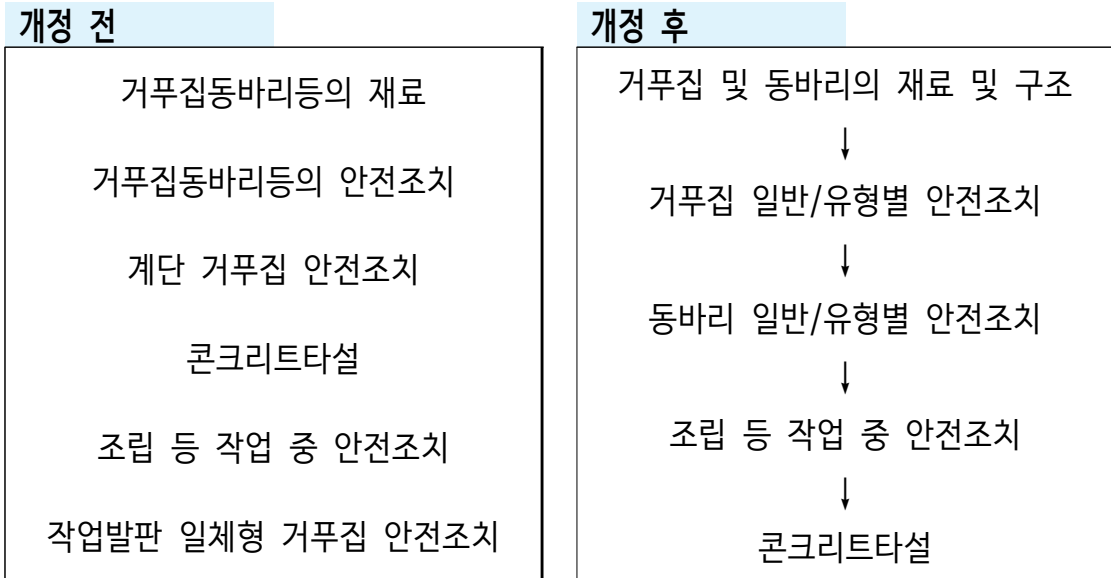 개정 전
거푸집동바리등의 재료
거푸집동바리등의 안전조치
계단 거푸집 안전조치
콘크리트타설
조립 등 작업 중 안전조치
작업발판 일체형 거푸집 안전조치
개정 후
거푸집 및 동바리의 재료 및 구조
↓
거푸집 일반/유형별 안전조치
↓
동바리 일반/유형별 안전조치
↓
조립 등 작업 중 안전조치
↓
콘크리트타설